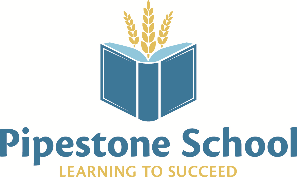 Pipestone School
LEARNING TO SUCCEED